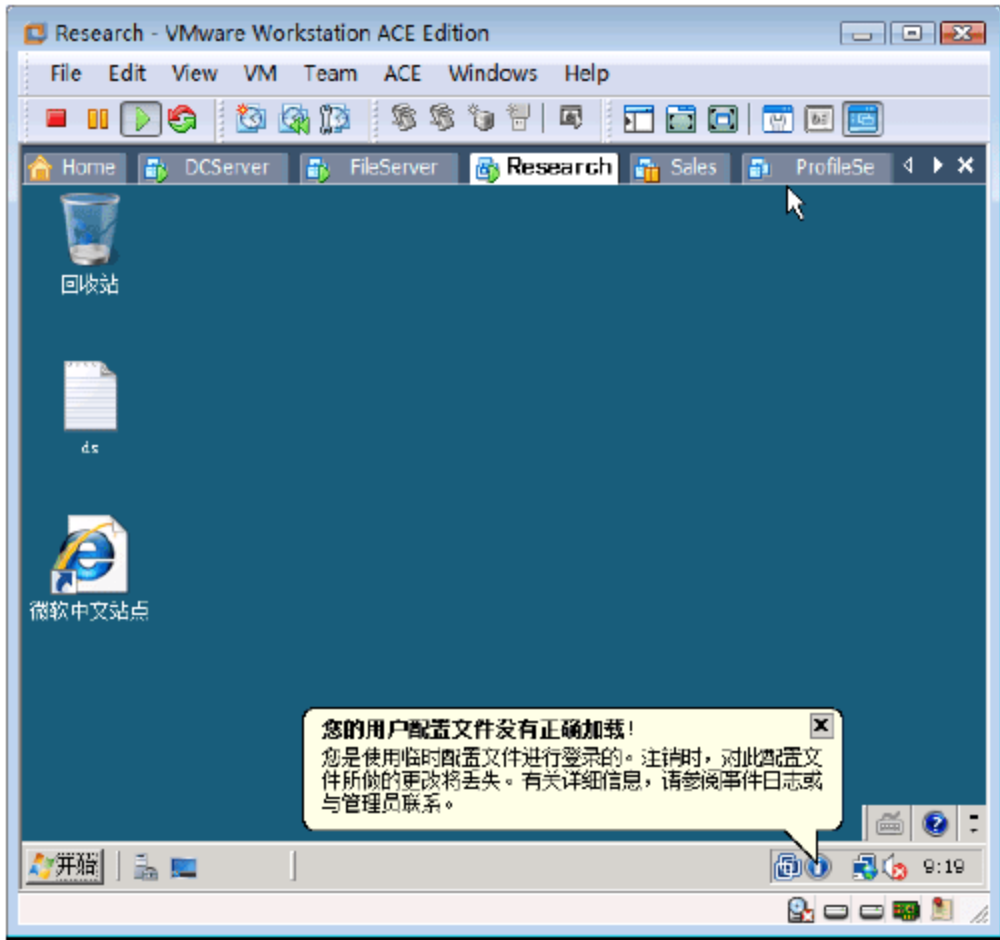 Research - VMware Workstation ACE Edition
File Edit View VM Team ACE Windows Help
Home DCServer FileServer Research Sales ProfileSe
回收站
ds
微软中文站点
您的用户配置文件没有正确加载！
您是使用临时配置文件进行登录的。注销时，对此配置文
件所做的更改将丢失。有关详细信息，请参阅事件日志或
与管理员联系。
开始 9:19